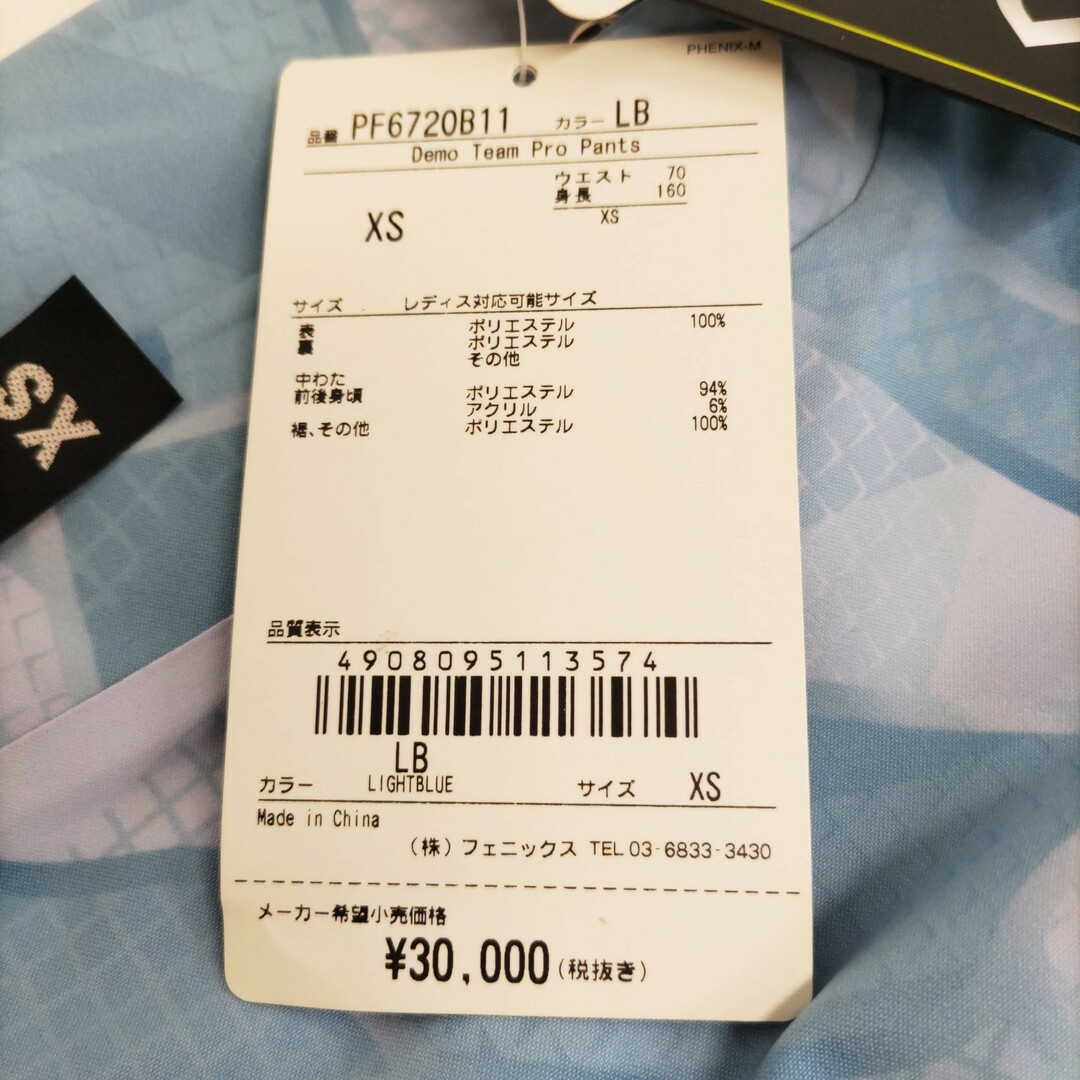 PHENIX-M
品番 PF6720B11 カラー LB
Demo Team Pro Pants
ウエスト 70
身長 160
XS
XS
サイズ レディス対応可能サイズ
表 ポリエステル 100%
裏 ポリエステル
その他
中わた
前後身頃 ポリエステル 94%
アクリル 6%
裾、その他 ポリエステル 100%
品質表示
4908095113574
LB
カラー LIGHTBLUE サイズ XS
Made in China
(株)フェニックス TEL 03-6833-3430
メーカー希望小売価格
¥30,000(税抜き)
XS